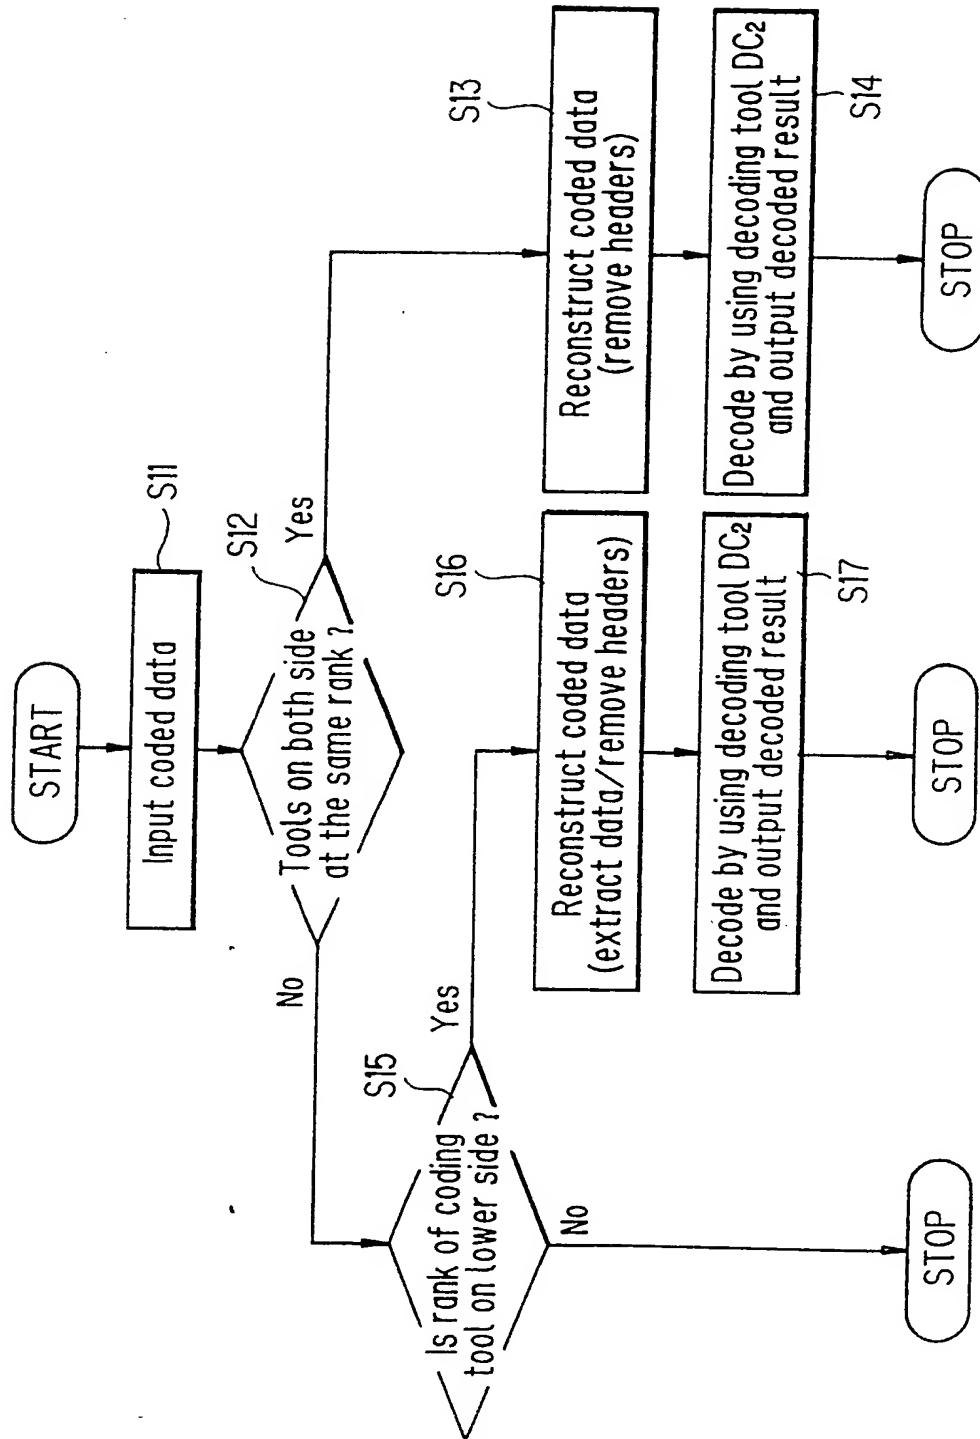 START
Input coded data
S11
Tools on both side
at the same rank ?
S12
Yes
No
Is rank of coding
tool on lower side ?
S15
Yes
No
Reconstruct coded data
(extract data/remove headers)
S16
Reconstruct coded data
(remove headers)
S13
Decode by using decoding tool DC2
and output decoded result
S17
Decode by using decoding tool DC2
and output decoded result
S14
STOP
STOP
STOP